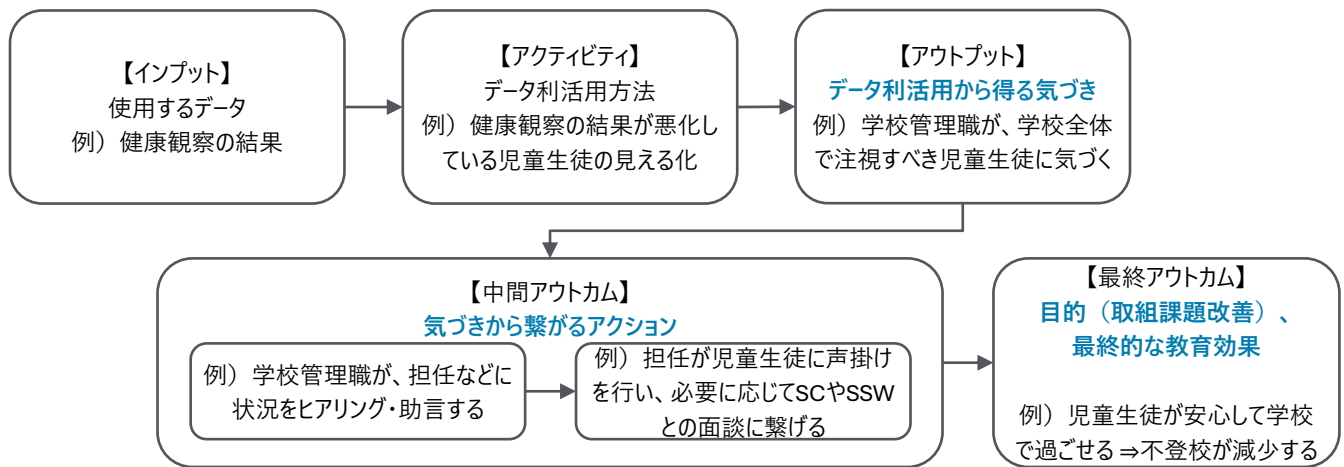 【インプット】
使用するデータ
例）健康観察の結果
【アクティビティ】
データ利活用方法
例）健康観察の結果が悪化し
ている児童生徒の見える化
【アウトプット】
データ利活用から得る気づき
例）学校管理職が、学校全体
で注視すべき児童生徒に気づく
【中間アウトカム】
気づきから繋がるアクション
例）学校管理職が、担任などに
状況をヒアリング・助言する
例）担任が児童生徒に声掛け
を行い、必要に応じてSCやSSW
との面談に繋げる
【最終アウトカム】
目的（取組課題改善）、
最終的な教育効果
例）児童生徒が安心して学校
で過ごせる⇒不登校が減少する